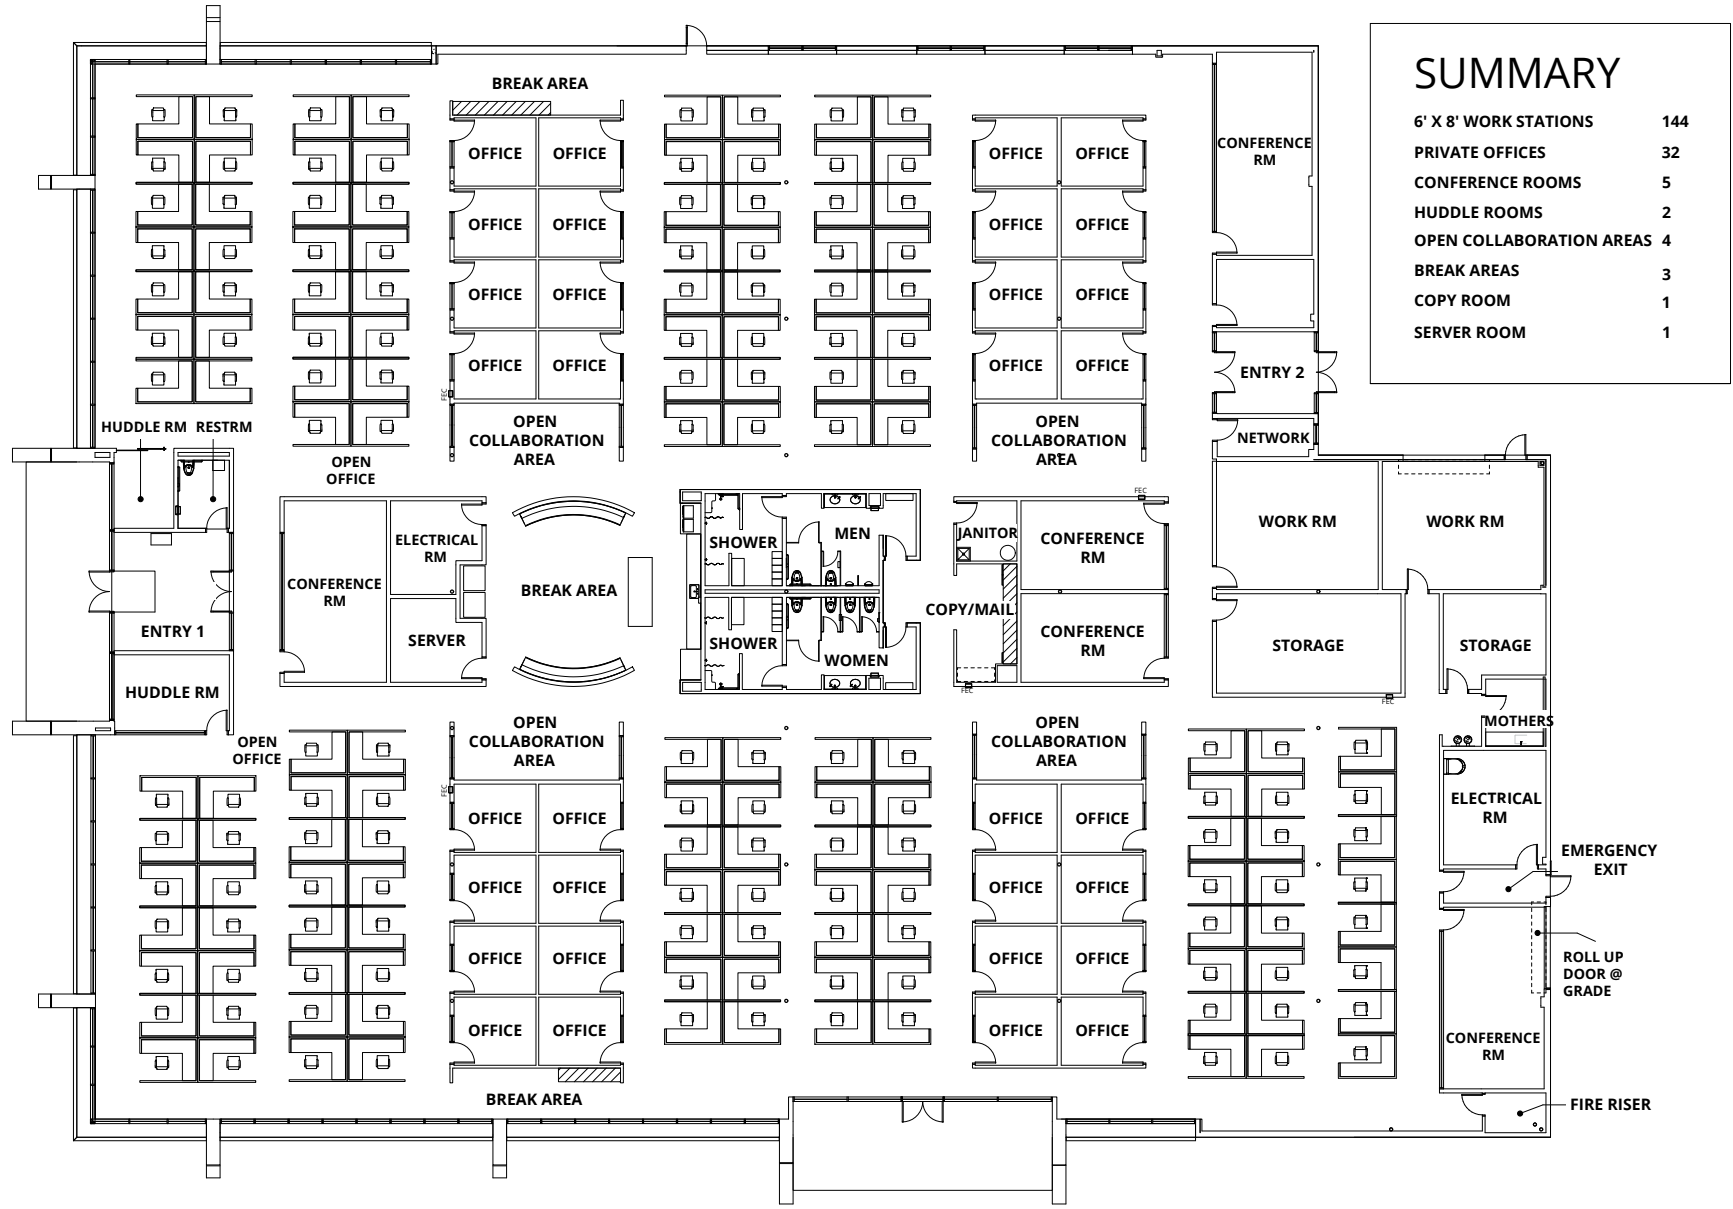 SUMMARY
6' X 8' WORK STATIONS 144
PRIVATE OFFICES 32
CONFERENCE ROOMS 5
HUDDLE ROOMS 2
OPEN COLLABORATION AREAS 4
BREAK AREAS 3
COPY ROOM 1
SERVER ROOM 1
BREAK AREA
OFFICE OFFICE OFFICE OFFICE
CONFERENCE
RM
OFFICE OFFICE OFFICE OFFICE
OFFICE OFFICE OFFICE OFFICE
OFFICE OFFICE OFFICE OFFICE
ENTRY 2
FEC
HUDDLE RM RESTRM
OPEN
COLLABORATION
AREA
OPEN
COLLABORATION
AREA
NETWORK
OPEN
OFFICE
FEC
WORK RM WORK RM
ELECTRICAL
RM
SHOWER
MEN
JANITOR
CONFERENCE
RM
CONFERENCE
RM
BREAK AREA
COPY/MAIL
ENTRY 1
SERVER
SHOWER
WOMEN
CONFERENCE
RM
STORAGE STORAGE
HUDDLE RM
FEC
FEC
OPEN
OFFICE
OPEN
COLLABORATION
AREA
OPEN
COLLABORATION
AREA
MOTHERS
FEC
OFFICE OFFICE OFFICE OFFICE
ELECTRICAL
RM
EMERGENCY
EXIT
OFFICE OFFICE OFFICE OFFICE
OFFICE OFFICE OFFICE OFFICE
ROLL UP
DOOR @
GRADE
OFFICE OFFICE OFFICE OFFICE
CONFERENCE
RM
BREAK AREA
FIRE RISER